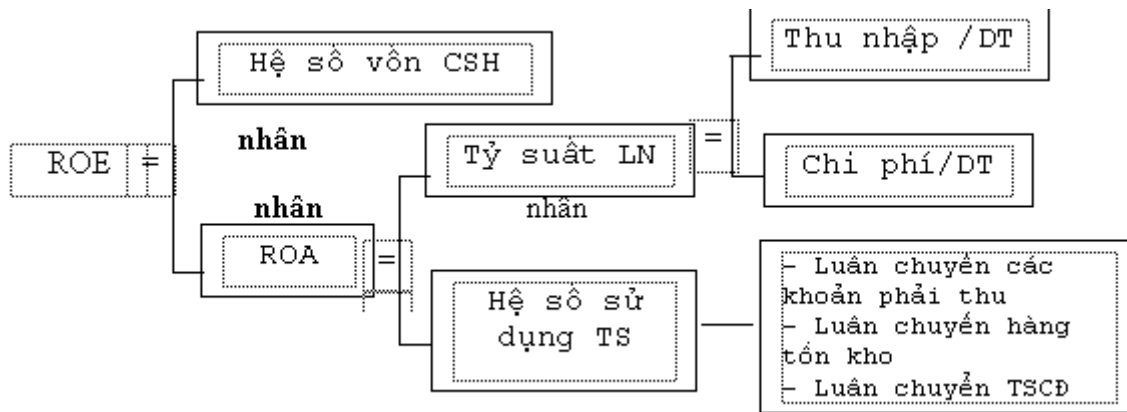 Thu nhập /DT
Hệ số vốn CSH
nhân
ROE =
Tỷ suất LN =
Chi phí/DT
nhân
nhân
ROA =
Hệ số sử
dụng TS
- Luân chuyển các
khoản phải thu
- Luân chuyển hàng
tồn kho
- Luân chuyển TSCĐ